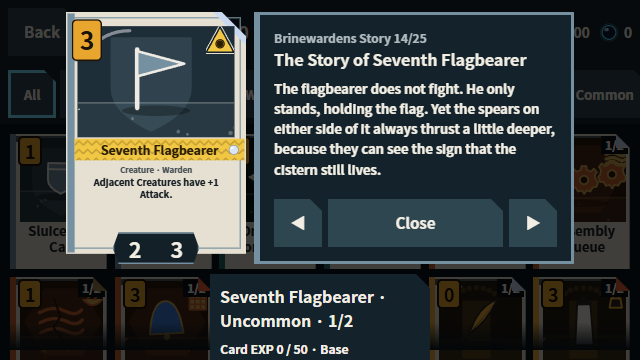 Back
00
0
All
Common
3
Seventh Flagbearer
Creature · Warden
Adjacent Creatures have +1
Attack.
2 3
Brinewardens Story 14/25
The Story of Seventh Flagbearer
The flagbearer does not fight. He only
stands, holding the flag. Yet the spears on
either side of it always thrust a little deeper,
because they can see the sign that the
cistern still lives.
Close
1
1
3
1/
0
3
Seventh Flagbearer ·
Uncommon · 1/2
Card EXP 0 / 50 · Base